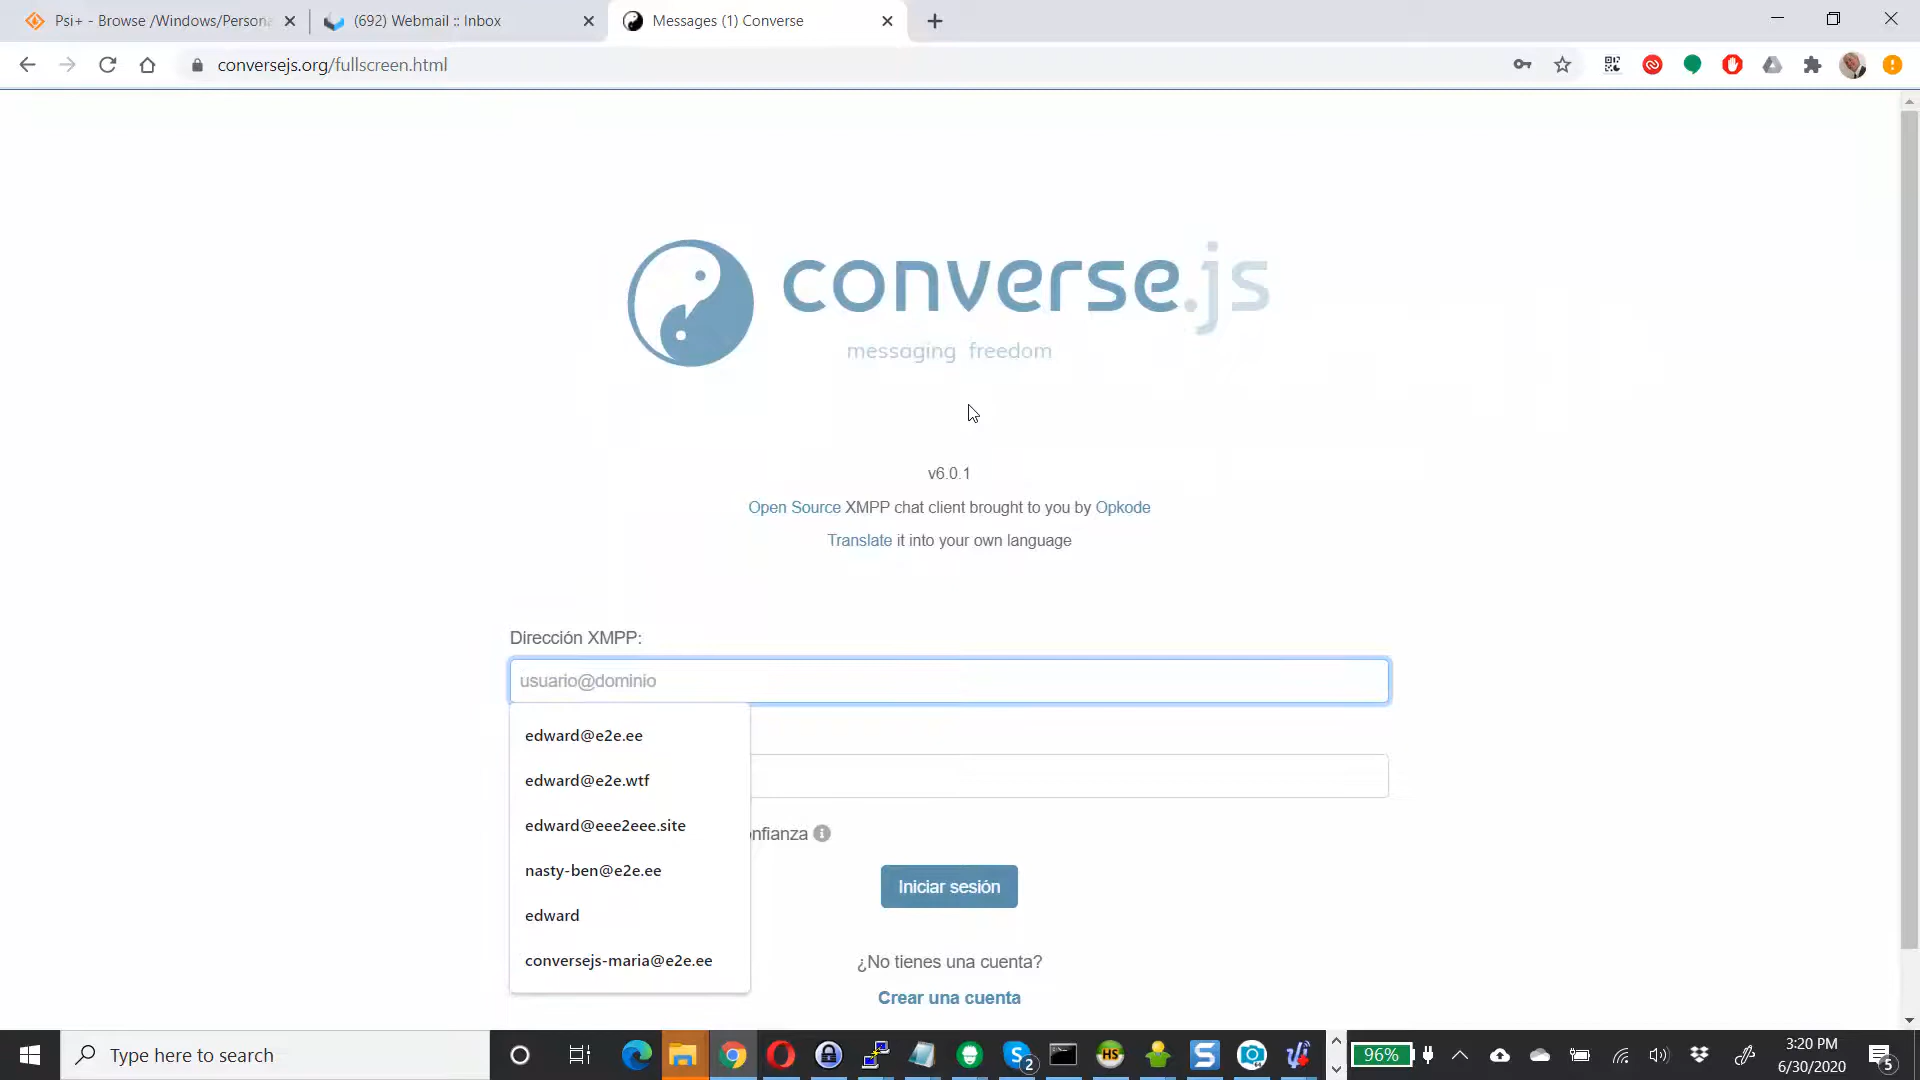 Psi+ - Browse /Windows/Persona
(692) Webmail :: Inbox
Messages (1) Converse
conversejs.org/fullscreen.html
converse.js
messaging freedom
v6.0.1
Open Source XMPP chat client brought to you by Opkode
Translate it into your own language
Dirección XMPP:
usuario@dominio
edward@e2e.ee
edward@e2e.wtf
edward@eee2eee.site
onfianza
nasty-ben@e2e.ee
Iniciar sesión
edward
conversejs-maria@e2e.ee
¿No tienes una cuenta?
Crear una cuenta
Type here to search
2
HS
S
96%
3:20 PM
6/30/2020
5